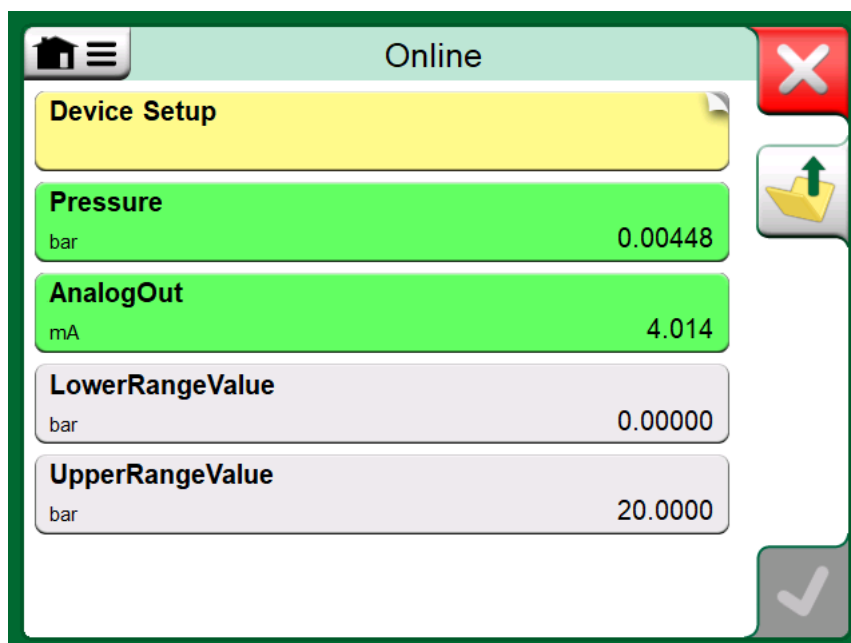 Online
Device Setup
Pressure
bar 0.00448
AnalogOut
mA 4.014
LowerRangeValue
bar 0.00000
UpperRangeValue
bar 20.0000